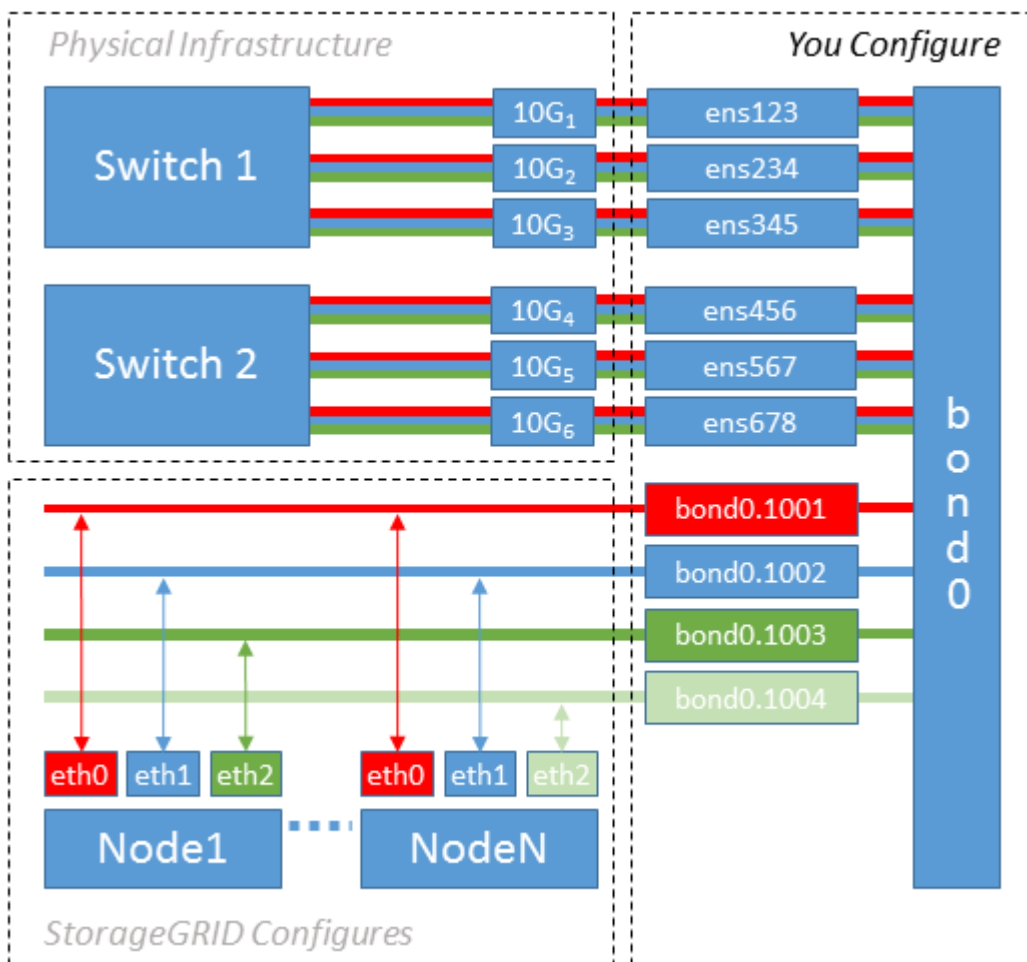 Physical Infrastructure
You Configure
Switch 1
10G₁
ens123
10G₂
ens234
10G₃
ens345
Switch 2
10G₄
ens456
10G₅
ens567
10G₆
ens678
bond0
bond0.1001
bond0.1002
bond0.1003
bond0.1004
eth0 eth1 eth2
eth0 eth1 eth2
Node1
NodeN
StorageGRID Configures